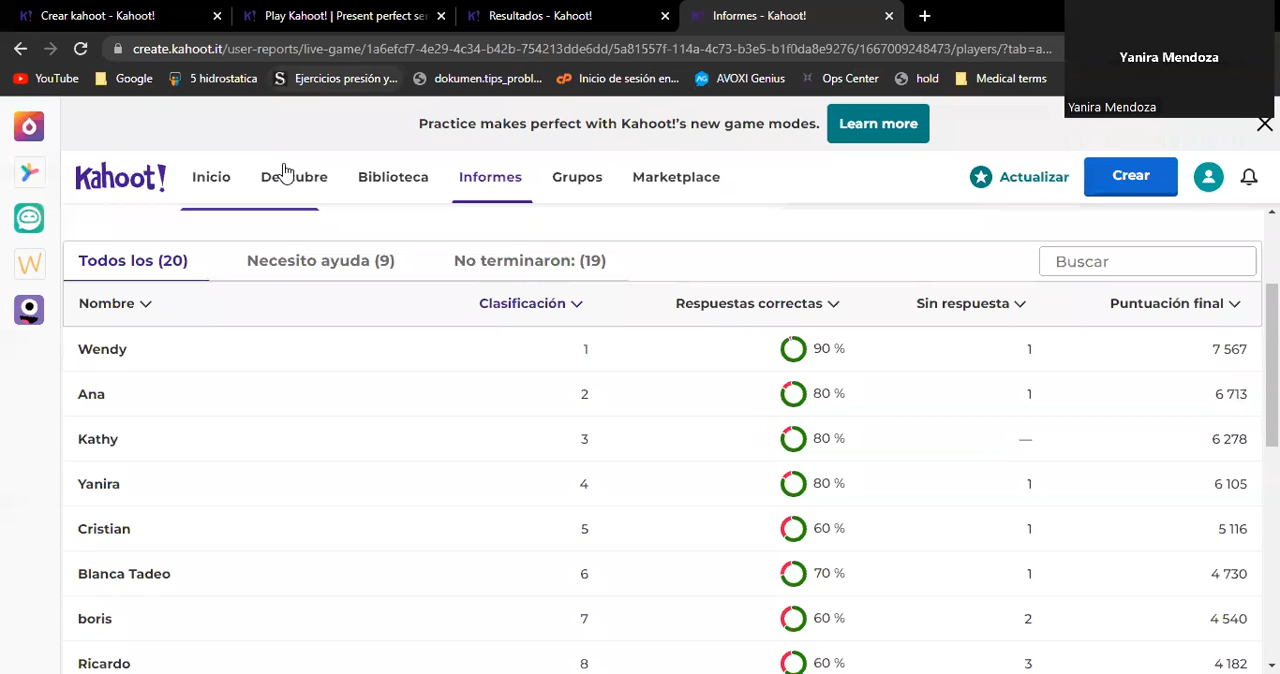 Crear kahoot - Kahoot!
Play Kahoot! | Present perfect ser
Resultados - Kahoot!
Informes - Kahoot!
Yanira Mendoza
create.kahoot.it/user-reports/live-game/1a6efcf7-4e29-4c34-b42b-754213dde6dd/5a81557f-114a-4c73-b3e5-b1f0da8e9276/1667009248473/players/?tab=a...
YouTube Google 5 hidrostatica Ejercicios presión y... dokumen.tips_probl... Inicio de sesión en... AVOXI Genius Ops Center hold Medical terms
Yanira Mendoza
Practice makes perfect with Kahoot!'s new game modes. Learn more
Kahoot! Inicio Descubre Biblioteca Informes Grupos Marketplace Actualizar Crear
Todos los (20) Necesito ayuda (9) No terminaron: (19) Buscar
Nombre Clasificación Respuestas correctas Sin respuesta Puntuación final
Wendy 1 90 % 1 7 567
Ana 2 80 % 1 6 713
Kathy 3 80 % — 6 278
Yanira 4 80 % 1 6 105
Cristian 5 60 % 1 5 116
Blanca Tadeo 6 70 % 1 4 730
boris 7 60 % 2 4 540
Ricardo 8 60 % 3 4 182